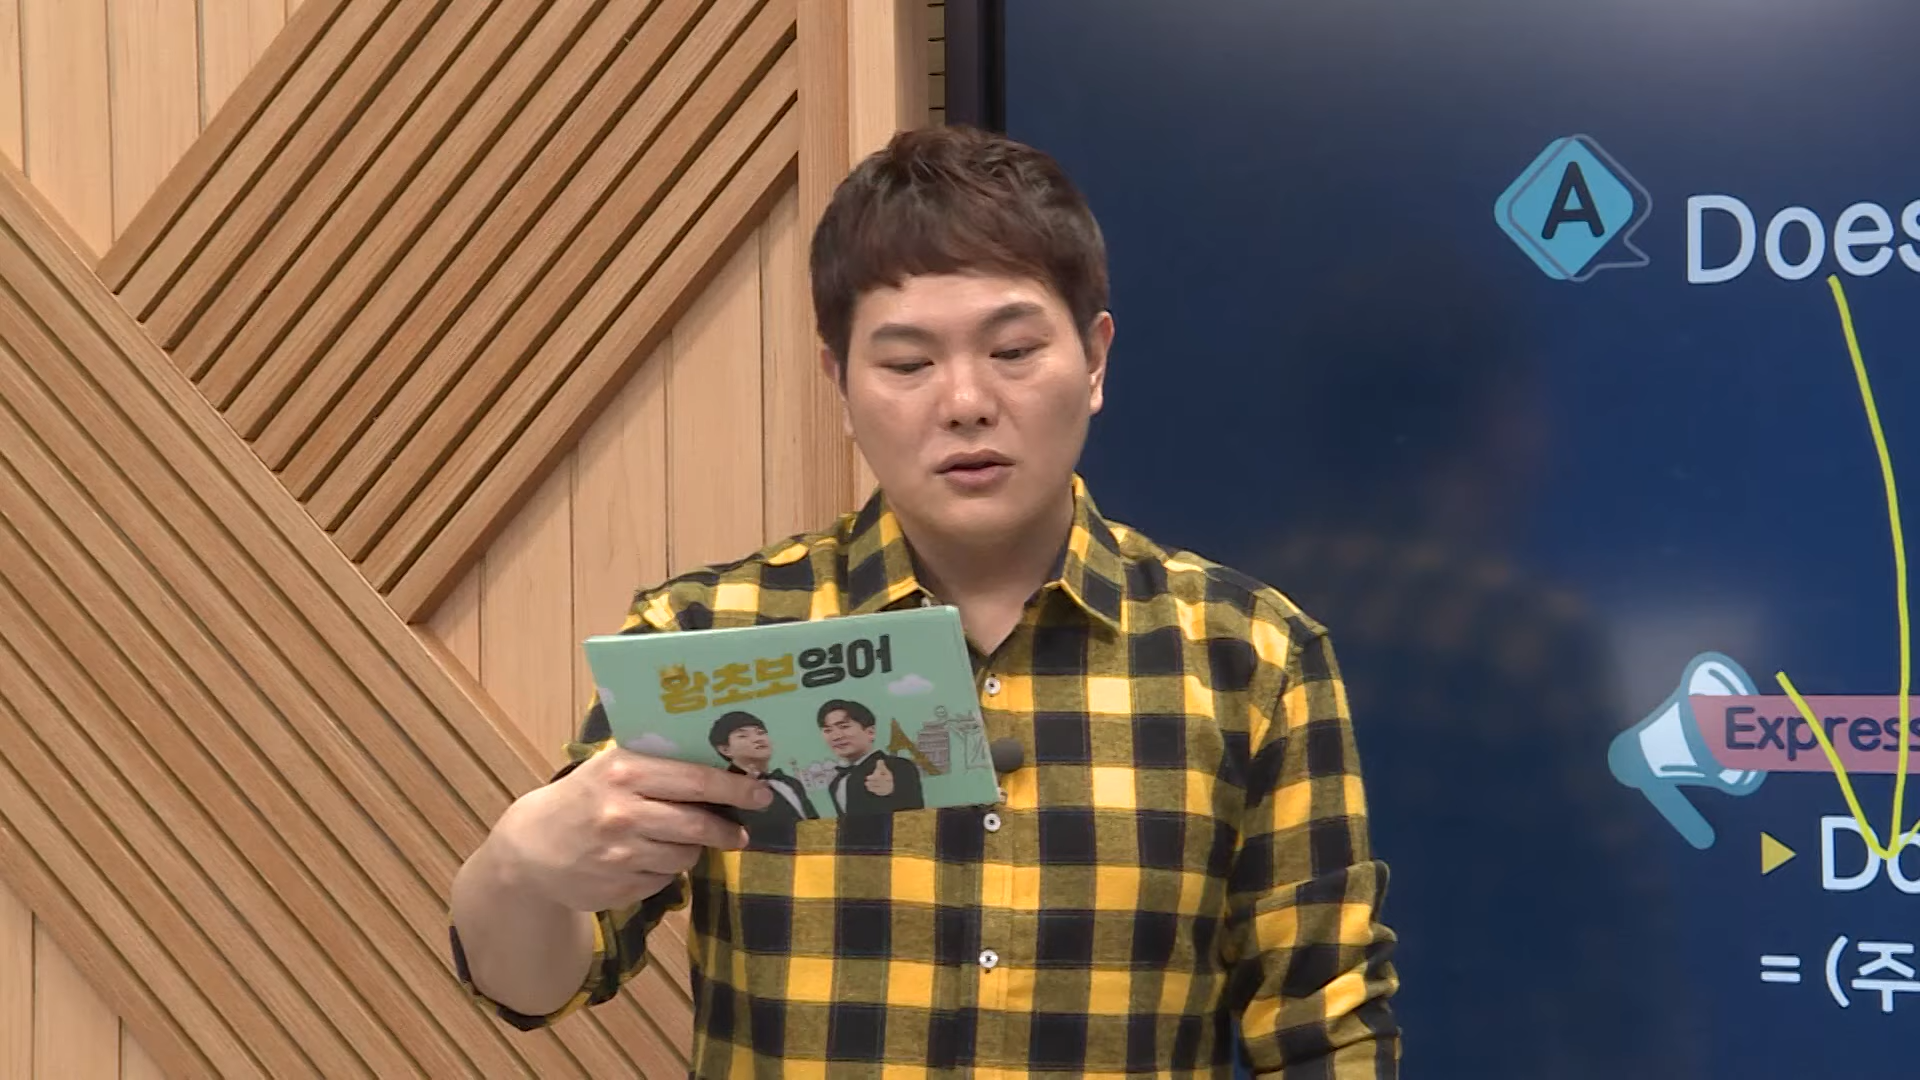 왕초보영어
A
Does
Express
▶ Do
= (주